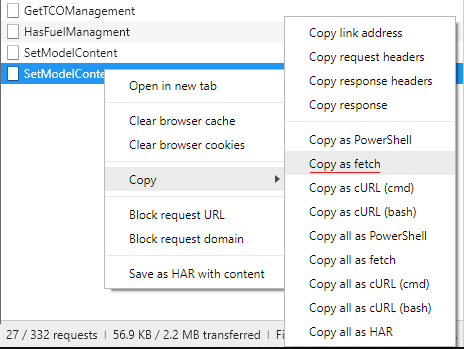 GetTCOManagement
HasFuelManagment
SetModelContent
SetModelConte
Open in new tab
Clear browser cache
Clear browser cookies
Copy
Block request URL
Block request domain
Save as HAR with content
Copy link address
Copy request headers
Copy response headers
Copy response
Copy as PowerShell
Copy as fetch
Copy as cURL (cmd)
Copy as cURL (bash)
Copy all as PowerShell
Copy all as fetch
Copy all as cURL (cmd)
Copy all as cURL (bash)
Copy all as HAR
27 / 332 requests | 56.9 KB / 2.2 MB transferred | Fi